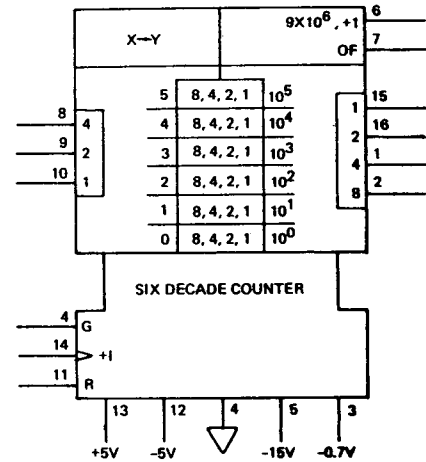 6
9X10⁶, +1
X→Y
7
OF
5 8, 4, 2, 1 10⁵
15
8
4
1
4 8, 4, 2, 1 10⁴
16
9
2
2
3 8, 4, 2, 1 10³
1
10
1
4
2 8, 4, 2, 1 10²
2
8
1 8, 4, 2, 1 10¹
0 8, 4, 2, 1 10⁰
SIX DECADE COUNTER
4
G
14
+I
11
R
13 12 4 5 3
+5V -5V -15V -0.7V